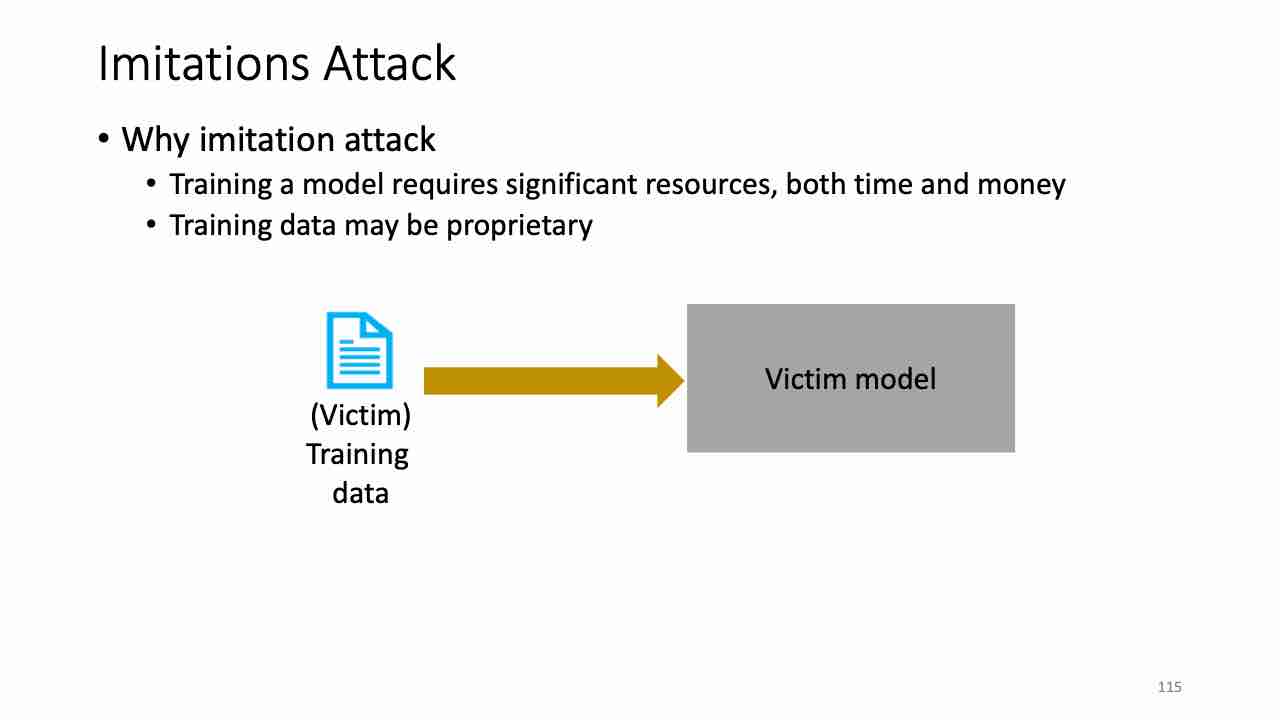 Imitations Attack
• Why imitation attack
• Training a model requires significant resources, both time and money
• Training data may be proprietary
(Victim)
Training
data
Victim model
115